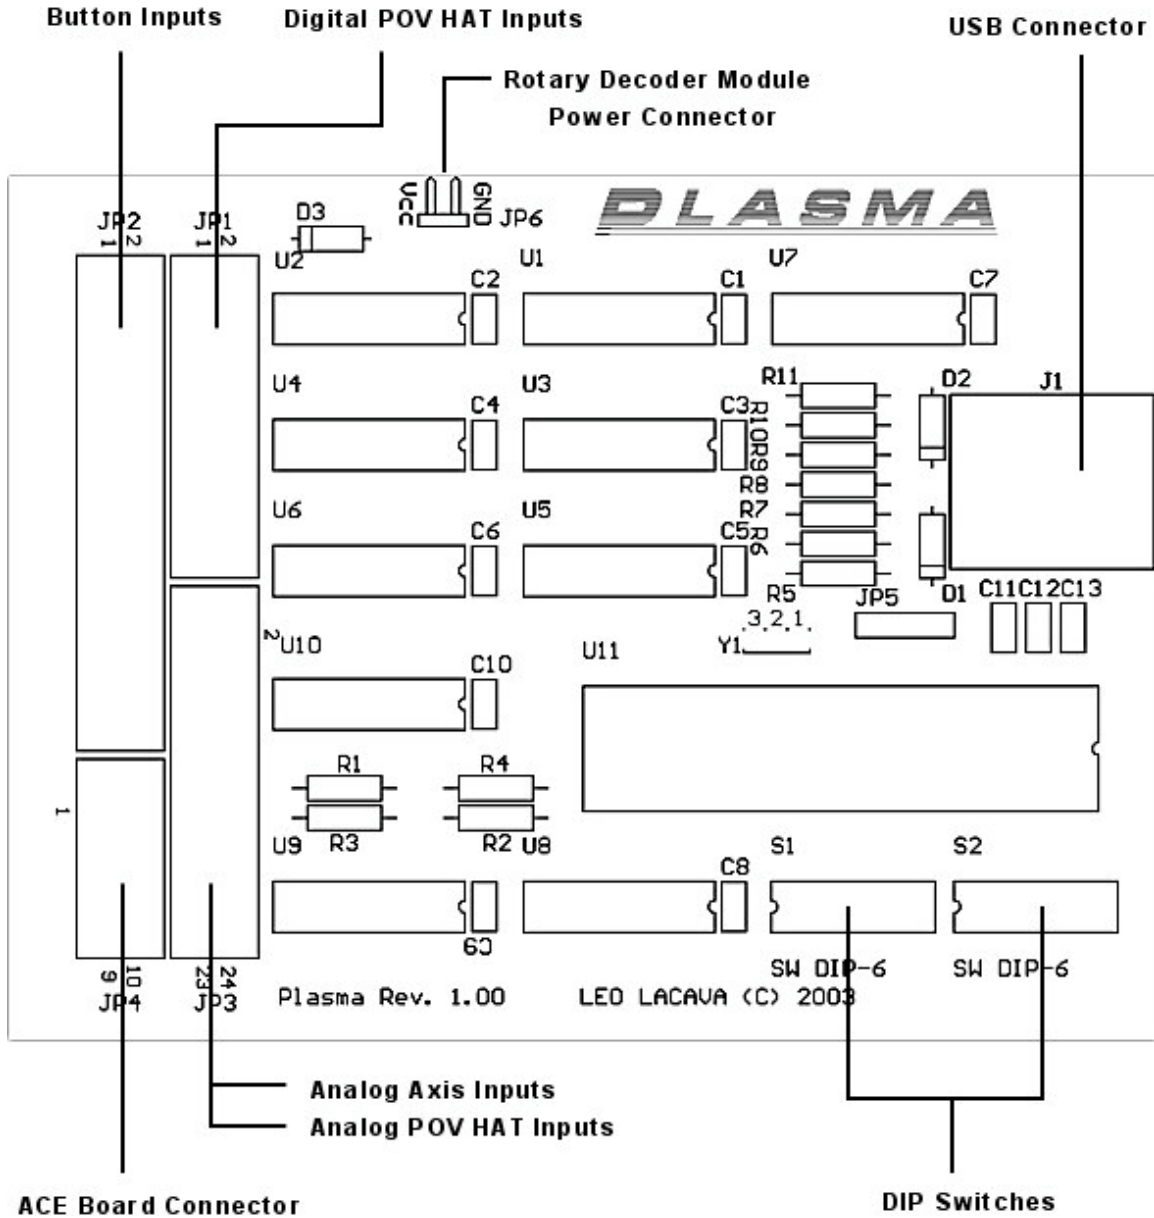 Button Inputs
Digital POV HAT Inputs
USB Connector
Rotary Decoder Module
Power Connector
VCC
GND
JP6
DLASMA
JP2
1 2
JP1
1 2
D3
U2
C2
U1
C1
U7
C7
U4
C4
U3
C3
R11
R10
R9
R8
R7
R6
R5
D2
J1
U6
C6
U5
C5
D1
JP5
C11 C12 C13
3 2 1
Y1
2
U10
C10
U11
R1
R4
R3
R2
1
U9
C9
U8
C8
S1
S2
SW DIP-6
SW DIP-6
9 10
JP4
23 24
JP3
Plasma Rev. 1.00
LEO LACAVA (C) 2003
Analog Axis Inputs
Analog POV HAT Inputs
ACE Board Connector
DIP Switches